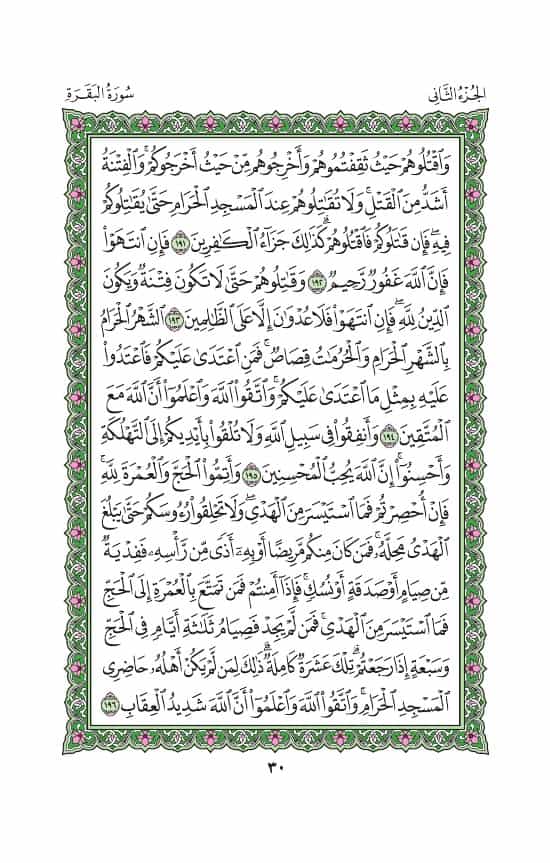 الجُزْءُ الثَّانِي
سُورَةُ البَقَرَةِ
وَٱقۡتُلُوهُمۡ حَيۡثُ ثَقِفۡتُمُوهُمۡ وَأَخۡرِجُوهُم مِّنۡ حَيۡثُ أَخۡرَجُوكُمۡۚ وَٱلۡفِتۡنَةُ
أَشَدُّ مِنَ ٱلۡقَتۡلِۚ وَلَا تُقَٰتِلُوهُمۡ عِندَ ٱلۡمَسۡجِدِ ٱلۡحَرَامِ حَتَّىٰ يُقَٰتِلُوكُمۡ
فِيهِۖ فَإِن قَٰتَلُوكُمۡ فَٱقۡتُلُوهُمۡۗ كَذَٰلِكَ جَزَآءُ ٱلۡكَٰفِرِينَ ١٩١ فَإِنِ ٱنتَهَوۡاْ
فَإِنَّ ٱللَّهَ غَفُورٞ رَّحِيمٞ ١٩٢ وَقَٰتِلُوهُمۡ حَتَّىٰ لَا تَكُونَ فِتۡنَةٞ وَيَكُونَ
ٱلدِّينُ لِلَّهِۖ فَإِنِ ٱنتَهَوۡاْ فَلَا عُدۡوَٰنَ إِلَّا عَلَى ٱلظَّٰلِمِينَ ١٩٣ ٱلشَّهۡرُ ٱلۡحَرَامُ
بِٱلشَّهۡرِ ٱلۡحَرَامِ وَٱلۡحُرُمَٰتُ قِصَاصٞۚ فَمَنِ ٱعۡتَدَىٰ عَلَيۡكُمۡ فَٱعۡتَدُواْ
عَلَيۡهِ بِمِثۡلِ مَا ٱعۡتَدَىٰ عَلَيۡكُمۡۚ وَٱتَّقُواْ ٱللَّهَ وَٱعۡلَمُوٓاْ أَنَّ ٱللَّهَ مَعَ
ٱلۡمُتَّقِينَ ١٩٤ وَأَنفِقُواْ فِي سَبِيلِ ٱللَّهِ وَلَا تُلۡقُواْ بِأَيۡدِيكُمۡ إِلَى ٱلتَّهۡلُكَةِ
وَأَحۡسِنُوٓاْۚ إِنَّ ٱللَّهَ يُحِبُّ ٱلۡمُحۡسِنِينَ ١٩٥ وَأَتِمُّواْ ٱلۡحَجَّ وَٱلۡعُمۡرَةَ لِلَّهِۚ
فَإِنۡ أُحۡصِرۡتُمۡ فَمَا ٱسۡتَيۡسَرَ مِنَ ٱلۡهَدۡيِۖ وَلَا تَحۡلِقُواْ رُءُوسَكُمۡ حَتَّىٰ يَبۡلُغَ
ٱلۡهَدۡيُ مَحِلَّهُۥۚ فَمَن كَانَ مِنكُم مَّرِيضًا أَوۡ بِهِۦٓ أَذٗى مِّن رَّأۡسِهِۦ فَفِدۡيَةٞ
مِّن صِيَامٍ أَوۡ صَدَقَةٍ أَوۡ نُسُكٖۚ فَإِذَآ أَمِنتُمۡ فَمَن تَمَتَّعَ بِٱلۡعُمۡرَةِ إِلَى ٱلۡحَجِّ
فَمَا ٱسۡتَيۡسَرَ مِنَ ٱلۡهَدۡيِۚ فَمَن لَّمۡ يَجِدۡ فَصِيَامُ ثَلَٰثَةِ أَيَّامٖ فِي ٱلۡحَجِّ
وَسَبۡعَةٍ إِذَا رَجَعۡتُمۡۗ تِلۡكَ عَشَرَةٞ كَامِلَةٞۗ ذَٰلِكَ لِمَن لَّمۡ يَكُنۡ أَهۡلُهُۥ حَاضِرِي
ٱلۡمَسۡجِدِ ٱلۡحَرَامِۚ وَٱتَّقُواْ ٱللَّهَ وَٱعۡلَمُوٓاْ أَنَّ ٱللَّهَ شَدِيدُ ٱلۡعِقَابِ ١٩٦
٣٠